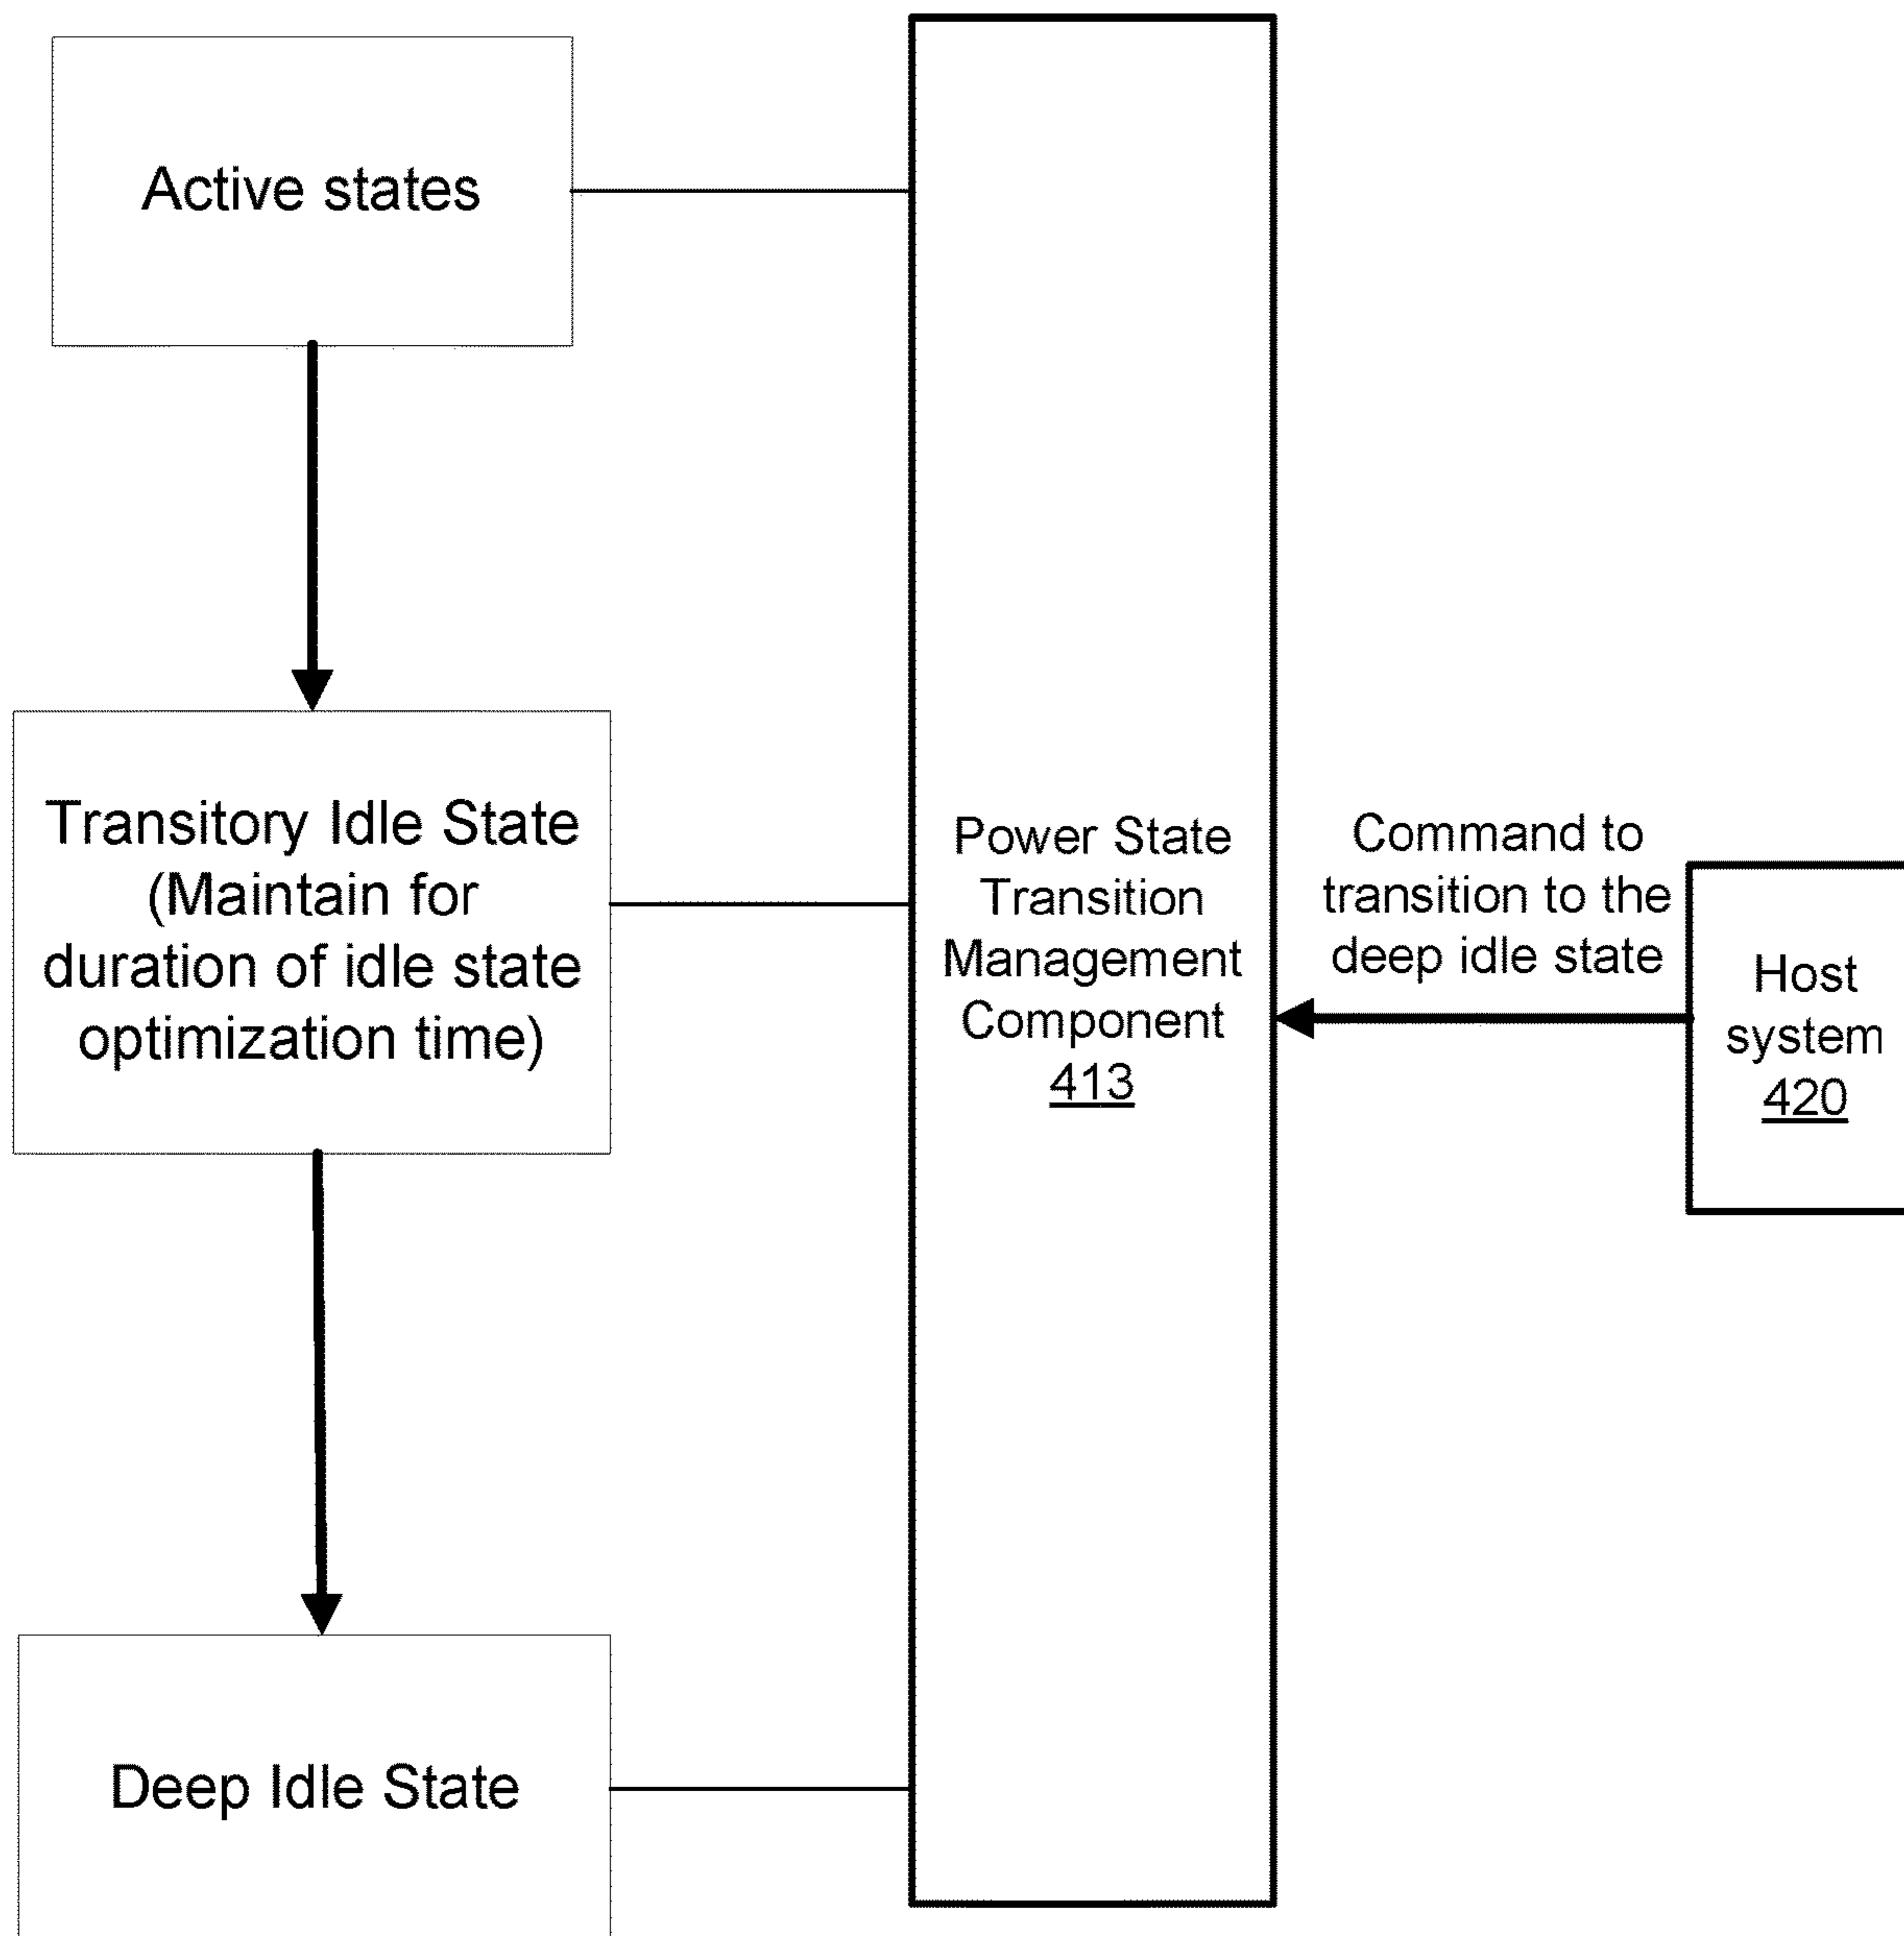 Active states
Transitory Idle State
(Maintain for
duration of idle state
optimization time)
Deep Idle State
Power State
Transition
Management
Component
413
Command to
transition to the
deep idle state
Host
system
420